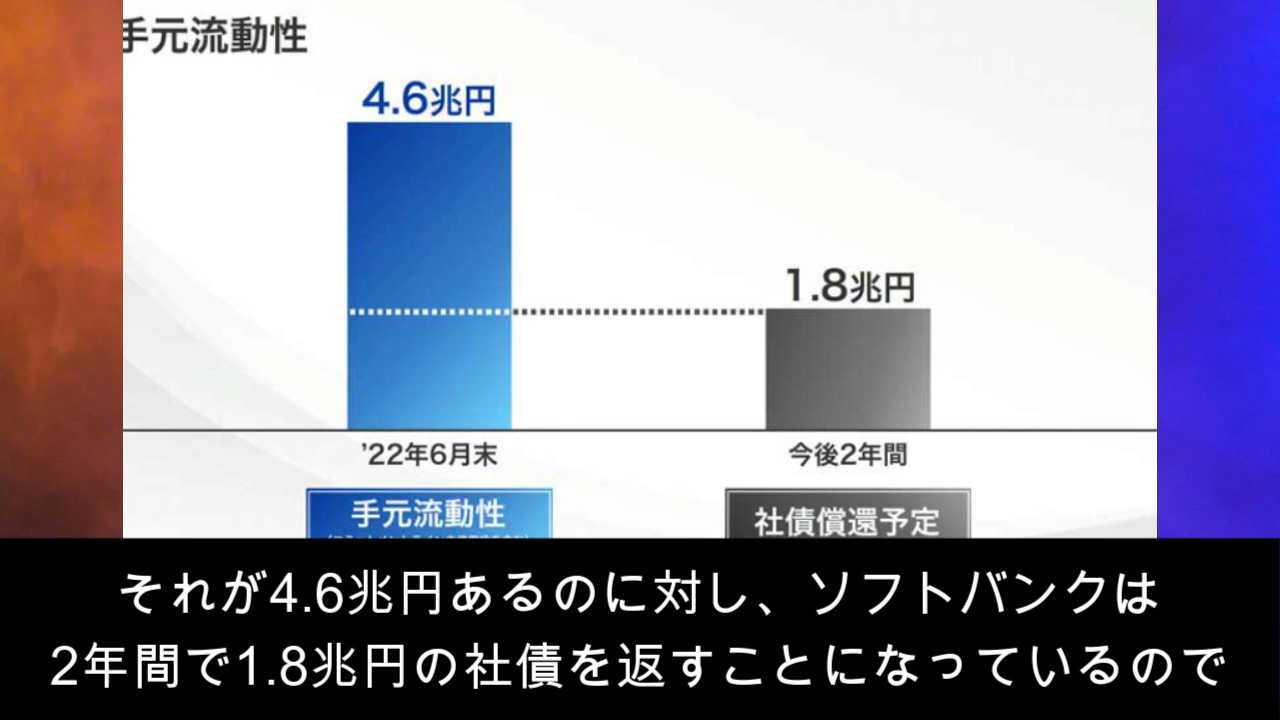 手元流動性
4.6兆円
1.8兆円
’22年6月末
今後2年間
手元流動性
社債償還予定
それが4.6兆円あるのに対し、ソフトバンクは
2年間で1.8兆円の社債を返すことになっているので